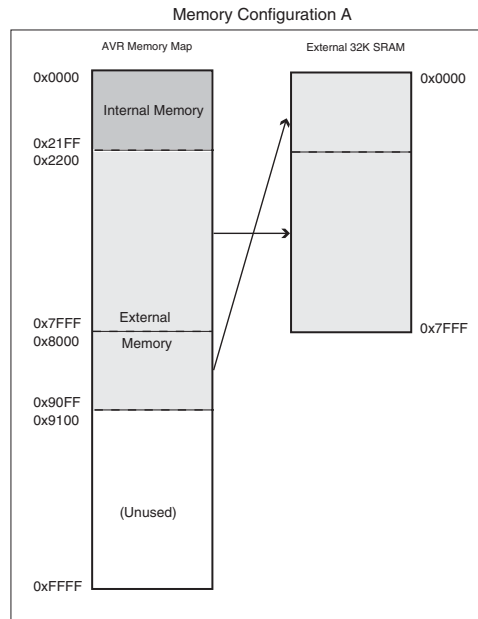 Memory Configuration A
AVR Memory Map
External 32K SRAM
0x0000
0x0000
Internal Memory
0x21FF
0x2200
External
0x7FFF
0x7FFF
0x8000
Memory
0x90FF
0x9100
(Unused)
0xFFFF